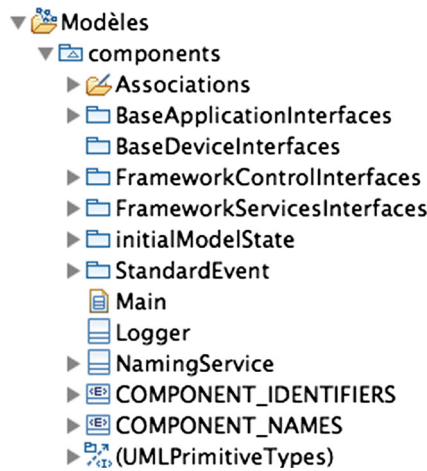 Modèles
components
Associations
BaseApplicationInterfaces
BaseDeviceInterfaces
FrameworkControlInterfaces
FrameworkServicesInterfaces
initialModelState
StandardEvent
Main
Logger
NamingService
<E> COMPONENT_IDENTIFIERS
<E> COMPONENT_NAMES
(UMLPrimitiveTypes)